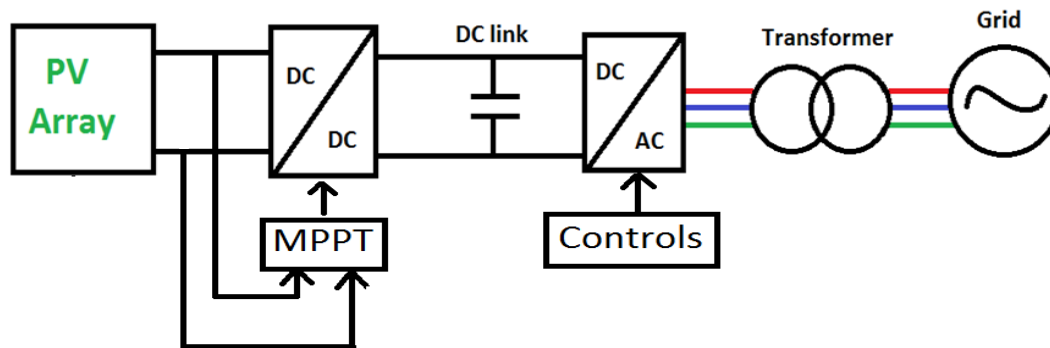 PV
Array
DC
DC
MPPT
DC link
DC
AC
Controls
Transformer
Grid